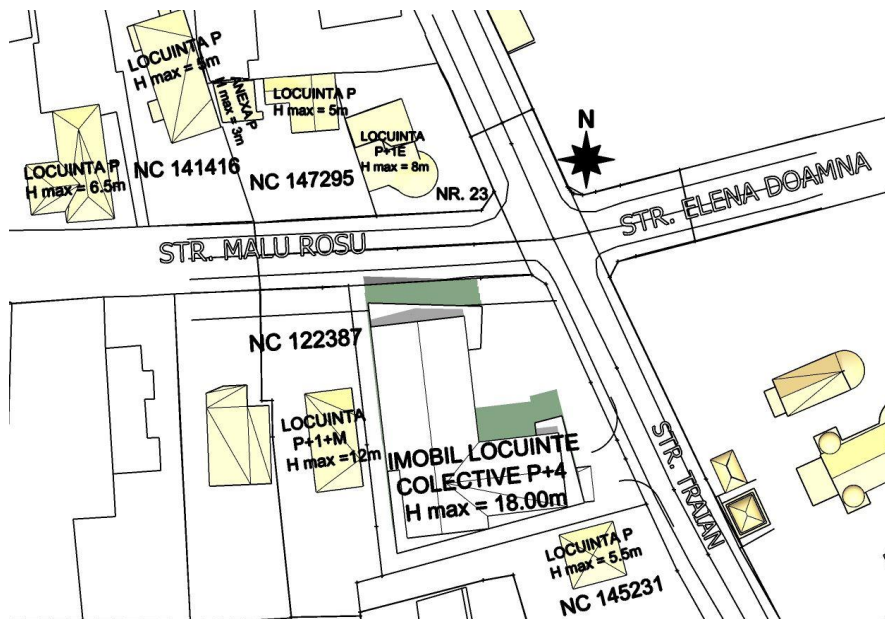 LOCUINTA P
H max = 5m
ANEXA P
H max = 3m
LOCUINTA P
H max = 5m
LOCUINTA
P+1E
H max = 8m
N
LOCUINTA P
H max = 6.5m
NC 141416
NC 147295
NR. 23
STR. ELENA DOAMNA
STR. MALU ROSU
NC 122387
LOCUINTA
P+1+M
H max =12m
IMOBIL LOCUINTE
COLECTIVE P+4
H max = 18.00m
STR. TRAIAN
LOCUINTA P
H max = 5.5m
NC 145231